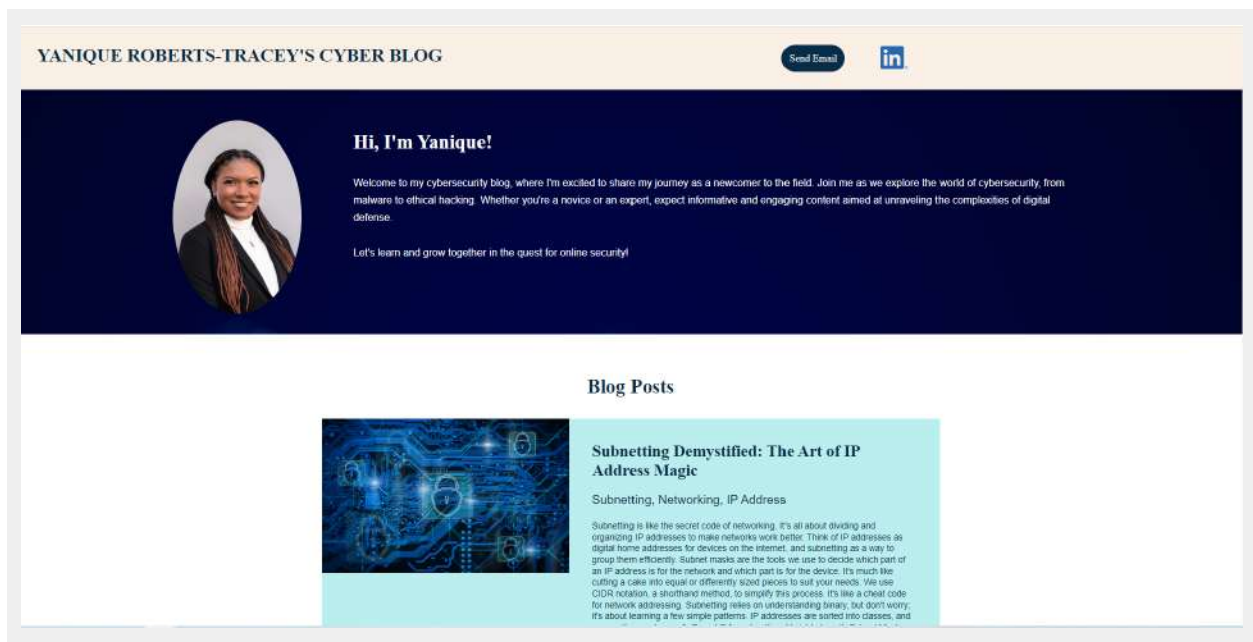 YANIQUE ROBERTS-TRACEY'S CYBER BLOG
Send Email
in
Hi, I'm Yanique!
Welcome to my cybersecurity blog, where I'm excited to share my journey as a newcomer to the field. Join me as we explore the world of cybersecurity, from
malware to ethical hacking. Whether you're a novice or an expert, expect informative and engaging content aimed at unraveling the complexities of digital
defense.
Let's learn and grow together in the quest for online security!
Blog Posts
Subnetting Demystified: The Art of IP
Address Magic
Subnetting, Networking, IP Address
Subnetting is like the secret code of networking. It's all about dividing and
organizing IP addresses to make networks work better. Think of IP addresses as
digital home addresses for devices on the internet, and subnetting as a way to
group them efficiently. Subnet masks are the tools we use to decide which part of
an IP address is for the network and which part is for the device. It's much like
cutting a cake into equal or differently sized pieces to suit your needs. We use
CIDR notation, a shorthand method, to simplify this process. It's like a cheat code
for network addressing. Subnetting relies on understanding binary, but don't worry;
it's about learning a few simple patterns. IP addresses are sorted into classes, and